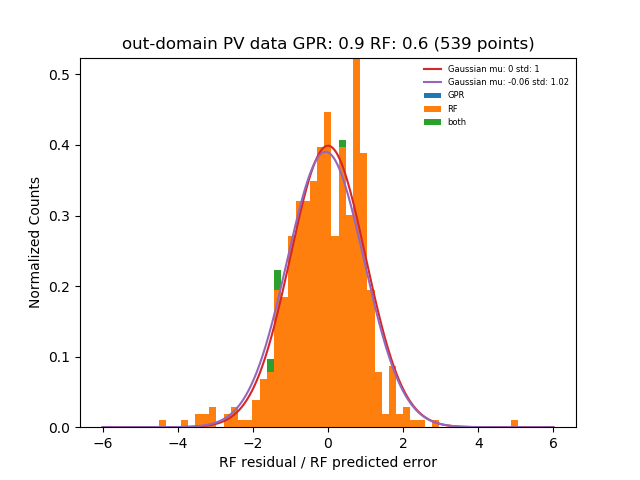 out-domain PV data GPR: 0.9 RF: 0.6 (539 points)
Gaussian mu: 0 std: 1
Gaussian mu: -0.06 std: 1.02
GPR
RF
both
Normalized Counts
0.5
0.4
0.3
0.2
0.1
0.0
−6 −4 −2 0 2 4 6
RF residual / RF predicted error